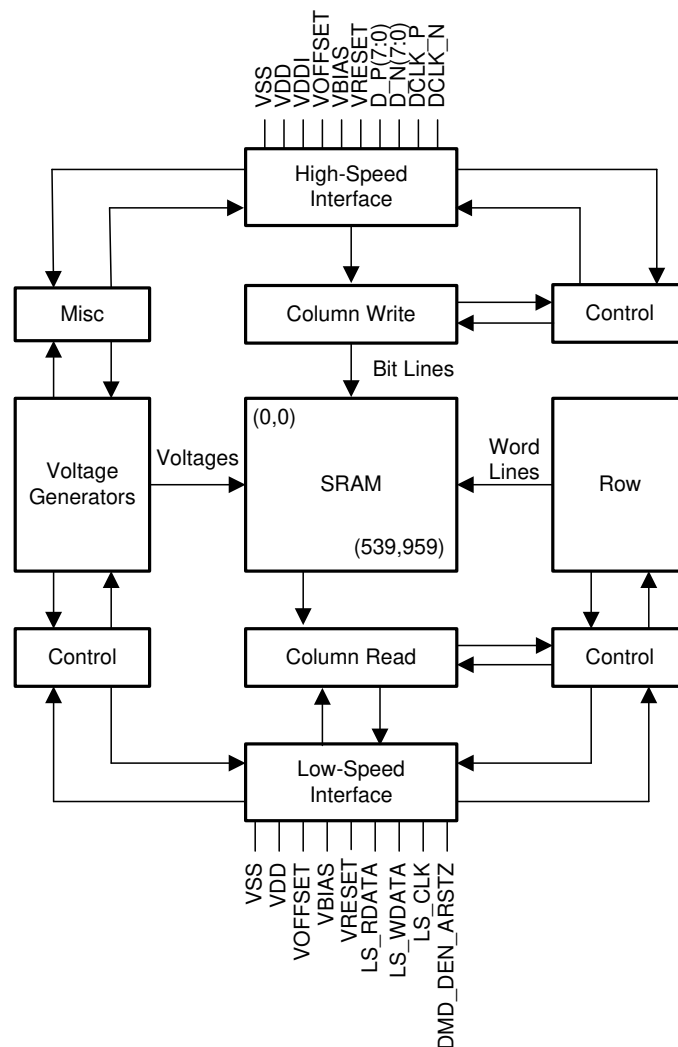 VSS
VDD
VDDI
VOFFSET
VBIAS
VRESET
D_P(7:0)
D_N(7:0)
DCLK_P
DCLK_N
High-Speed
Interface
Misc
Column Write
Control
Bit Lines
(0,0)
Voltage
Generators
Voltages
SRAM
Word
Lines
Row
(539,959)
Control
Column Read
Control
Low-Speed
Interface
VSS
VDD
VOFFSET
VBIAS
VRESET
LS_RDATA
LS_WDATA
LS_CLK
DMD_DEN_ARSTZ